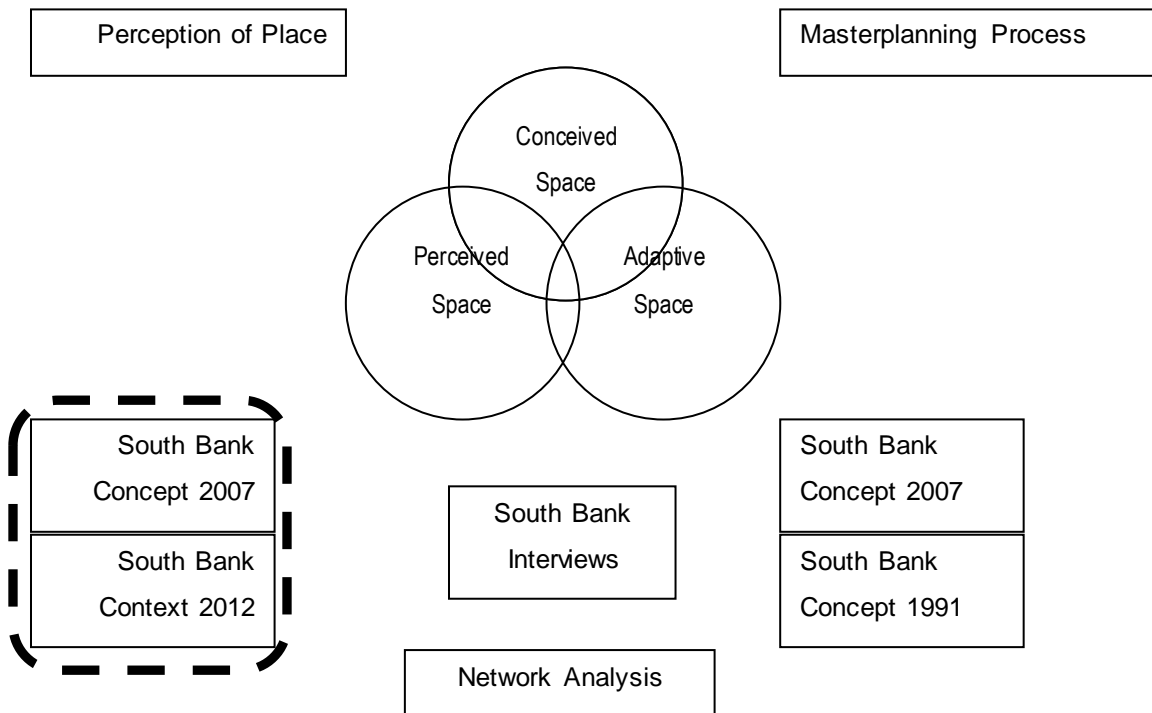 Perception of Place
Masterplanning Process
Conceived
Space
Perceived
Space
Adaptive
Space
South Bank
Concept 2007
South Bank
Context 2012
South Bank
Interviews
South Bank
Concept 2007
South Bank
Concept 1991
Network Analysis